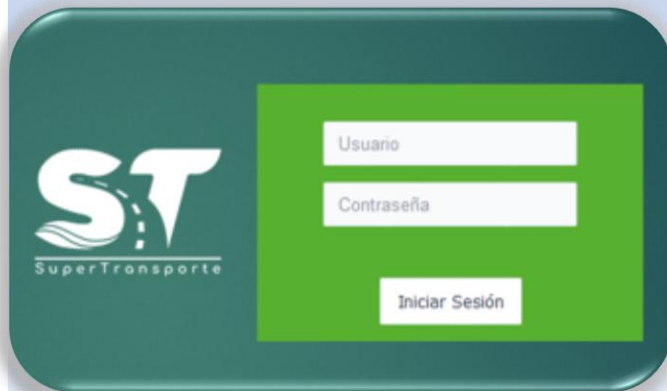 ST
SuperTransporte
Usuario
Contraseña
Iniciar Sesión